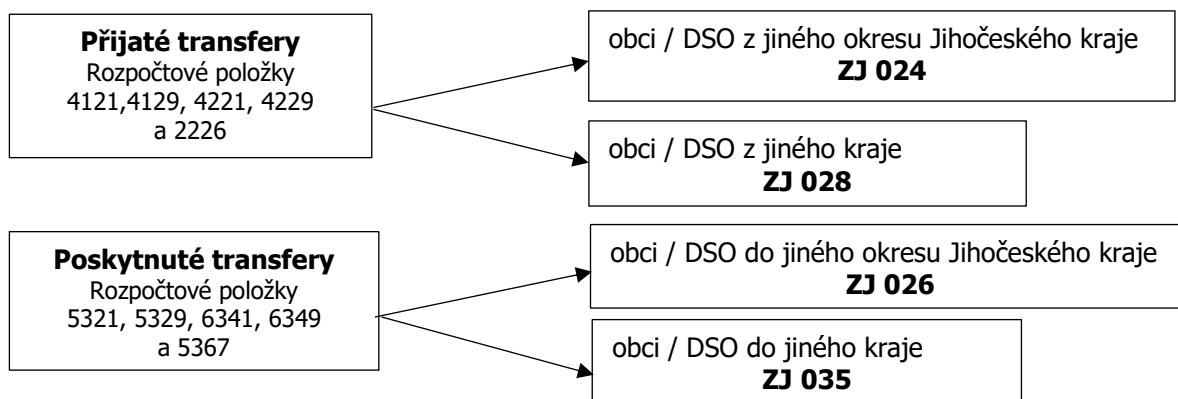 Přijaté transfery
Rozpočtové položky
4121,4129, 4221, 4229
a 2226
obci / DSO z jiného okresu Jihočeského kraje
ZJ 024
obci / DSO z jiného kraje
ZJ 028
Poskytnuté transfery
Rozpočtové položky
5321, 5329, 6341, 6349
a 5367
obci / DSO do jiného okresu Jihočeského kraje
ZJ 026
obci / DSO do jiného kraje
ZJ 035